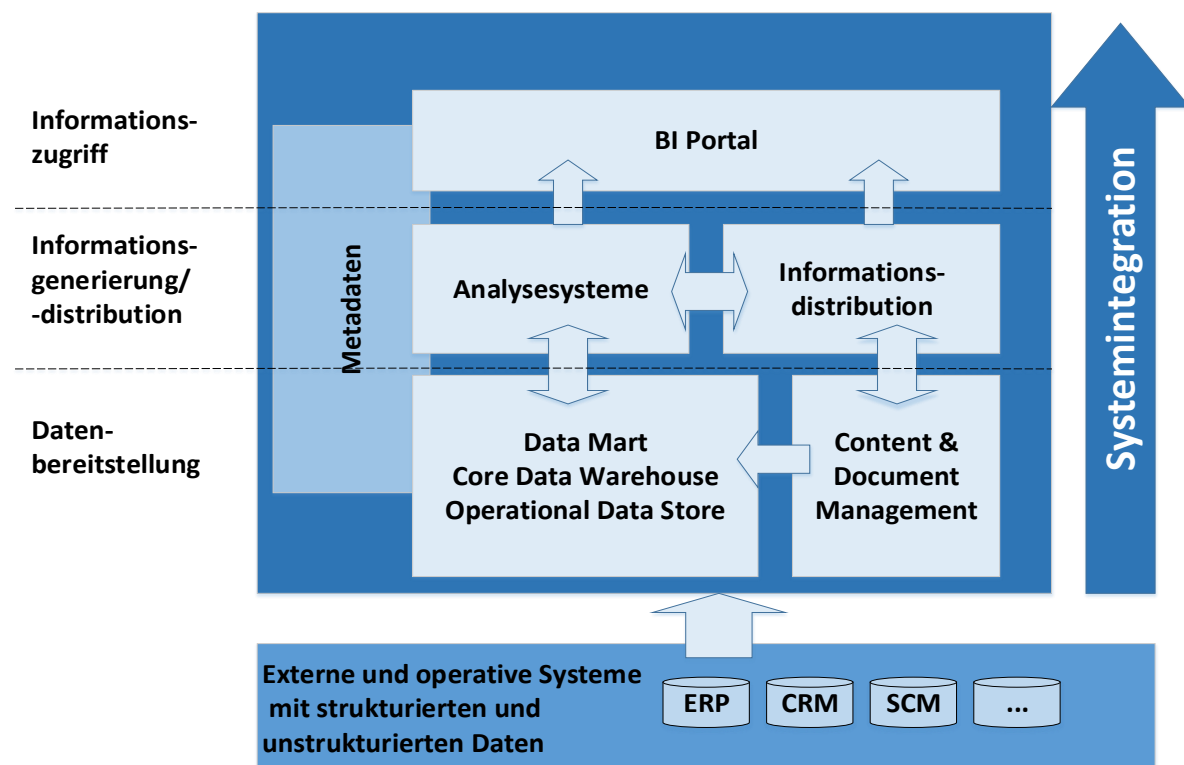 Informations-
zugriff
BI Portal
Informations-
generierung/
-distribution
Metadaten
Analysesysteme
Informations-
distribution
Daten-
bereitstellung
Data Mart
Core Data Warehouse
Operational Data Store
Content &
Document
Management
Systemintegration
Externe und operative Systeme
mit strukturierten und
unstrukturierten Daten
ERP
CRM
SCM
...